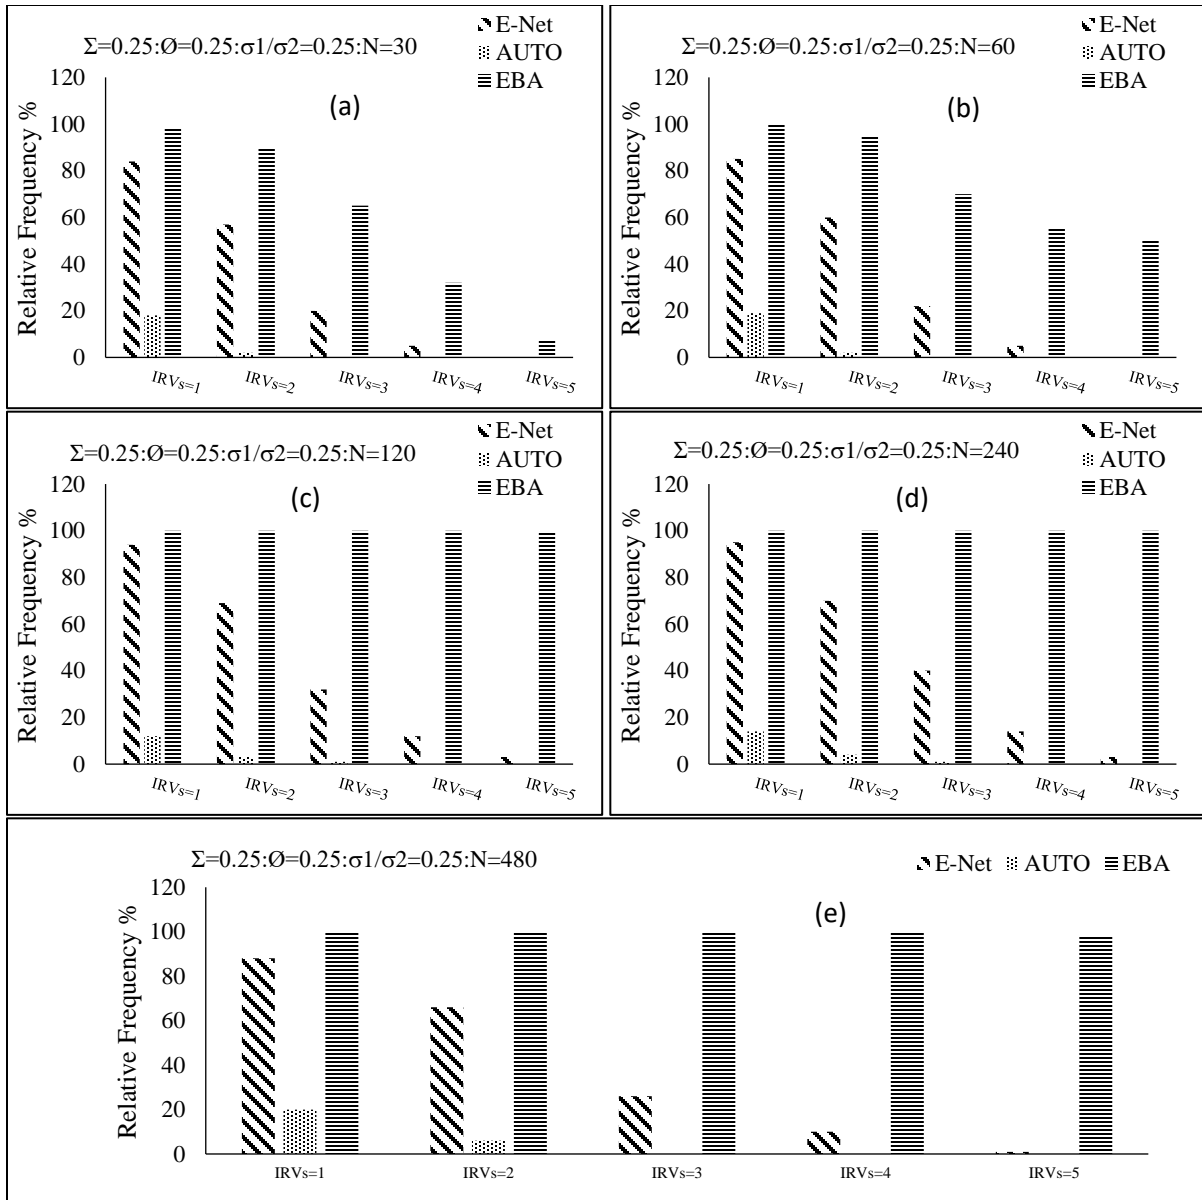 Σ=0.25:Ø=0.25:σ1/σ2=0.25:N=30
E-Net
AUTO
EBA
(a)
Relative Frequency %
120
100
80
60
40
20
0
IRVs=1 IRVs=2 IRVs=3 IRVs=4 IRVs=5
Σ=0.25:Ø=0.25:σ1/σ2=0.25:N=60
E-Net
AUTO
EBA
(b)
Relative Frequency %
120
100
80
60
40
20
0
IRVs=1 IRVs=2 IRVs=3 IRVs=4 IRVs=5
Σ=0.25:Ø=0.25:σ1/σ2=0.25:N=120
E-Net
AUTO
EBA
(c)
Relative Frequency %
120
100
80
60
40
20
0
IRVs=1 IRVs=2 IRVs=3 IRVs=4 IRVs=5
Σ=0.25:Ø=0.25:σ1/σ2=0.25:N=240
E-Net
AUTO
EBA
(d)
Relative Frequency %
120
100
80
60
40
20
0
IRVs=1 IRVs=2 IRVs=3 IRVs=4 IRVs=5
Σ=0.25:Ø=0.25:σ1/σ2=0.25:N=480
E-Net AUTO EBA
(e)
Relative Frequency %
120
100
80
60
40
20
0
IRVs=1 IRVs=2 IRVs=3 IRVs=4 IRVs=5